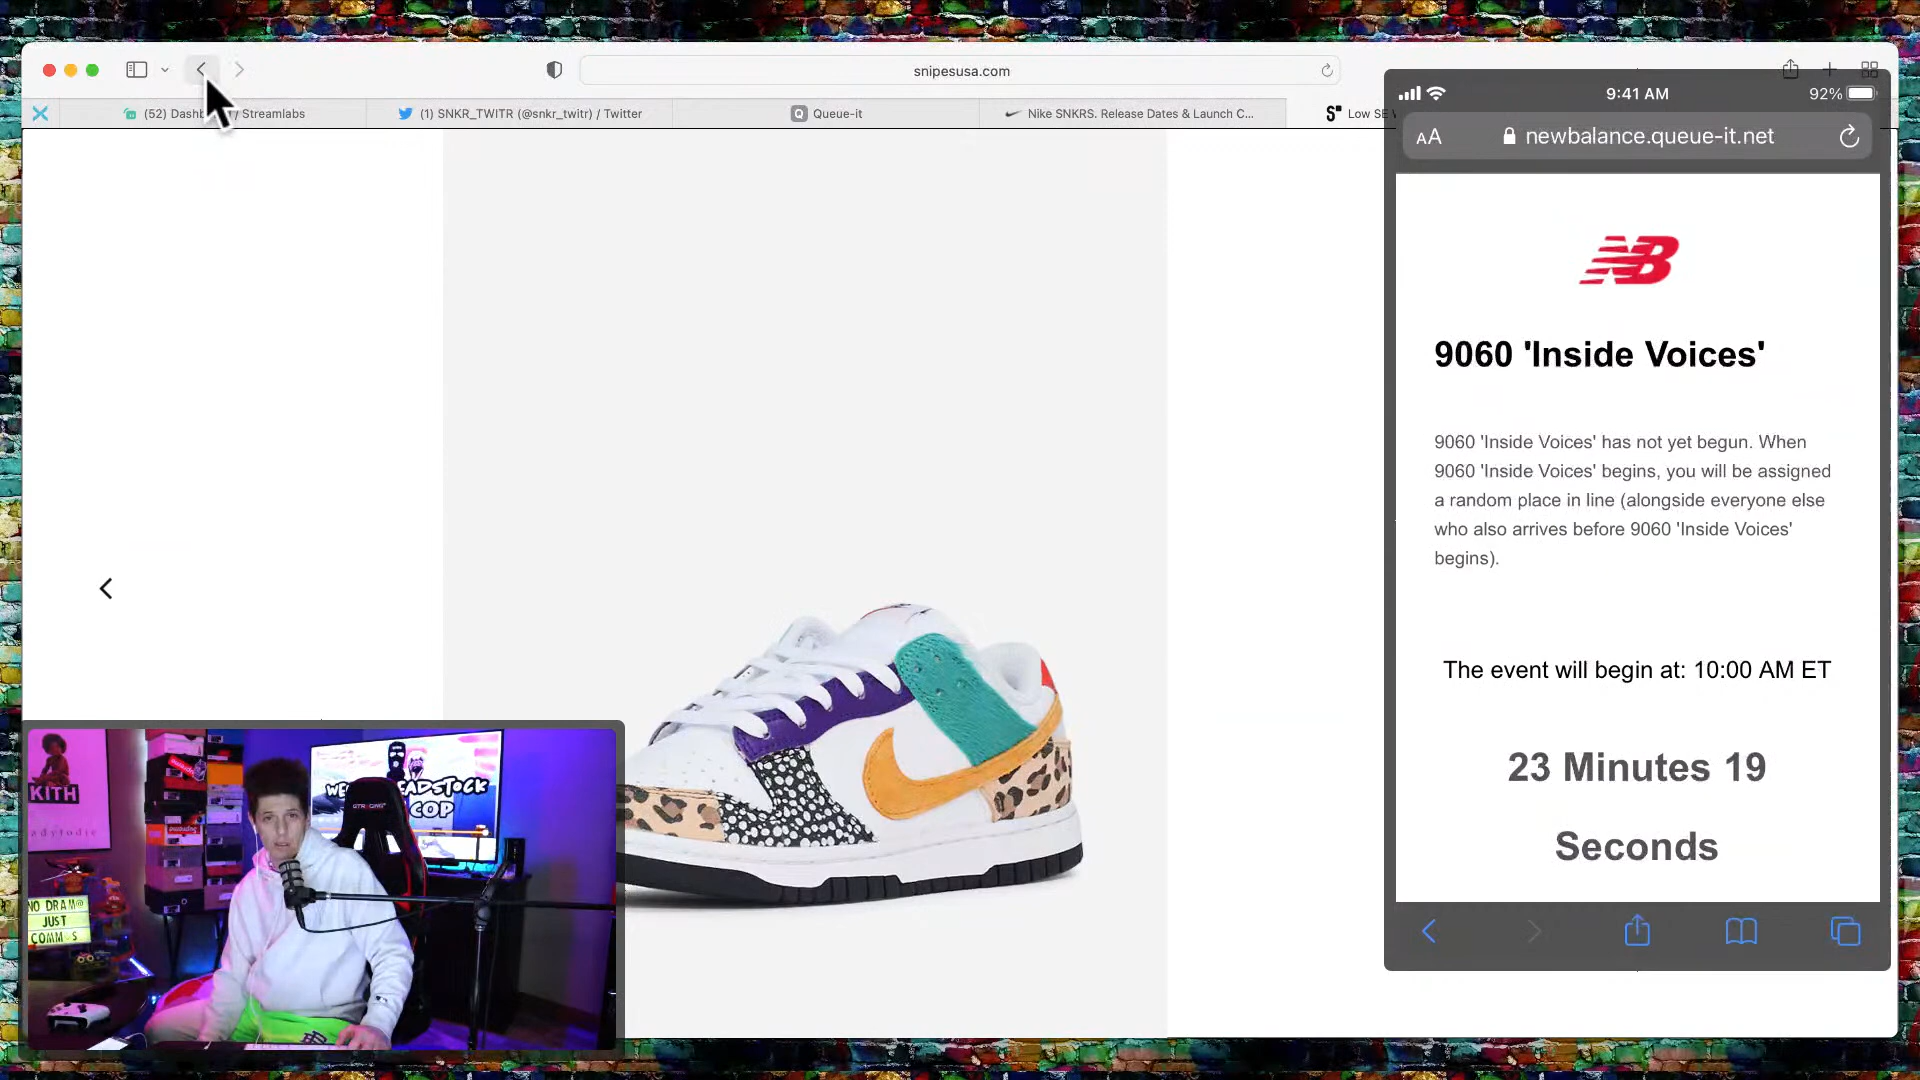 snipesusa.com
(52) Dashb / Streamlabs
(1) SNKR_TWITR (@snkr_twitr) / Twitter
Queue-it
Nike SNKRS. Release Dates & Launch C...
Low SE
9:41 AM
92%
AA
newbalance.queue-it.net
NB
9060 'Inside Voices'
9060 'Inside Voices' has not yet begun. When
9060 'Inside Voices' begins, you will be assigned
a random place in line (alongside everyone else
who also arrives before 9060 'Inside Voices'
begins).
The event will begin at: 10:00 AM ET
23 Minutes 19
Seconds
KITH
COP
NO DRAM@
JUST
COMM S